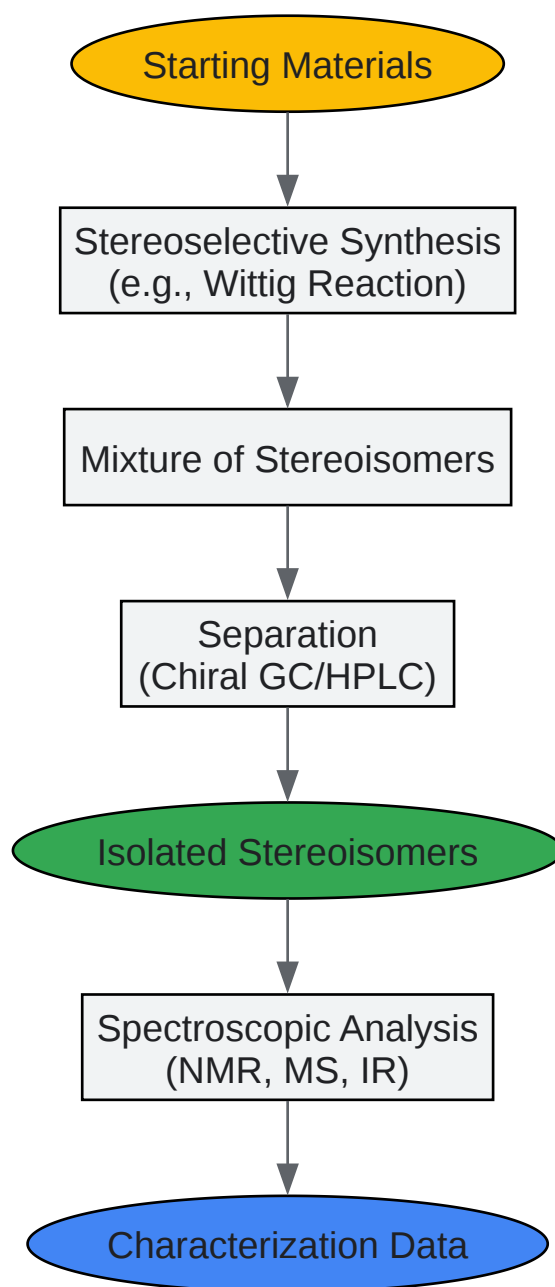 Starting Materials
Stereoselective Synthesis
(e.g., Wittig Reaction)
Mixture of Stereoisomers
Separation
(Chiral GC/HPLC)
Isolated Stereoisomers
Spectroscopic Analysis
(NMR, MS, IR)
Characterization Data